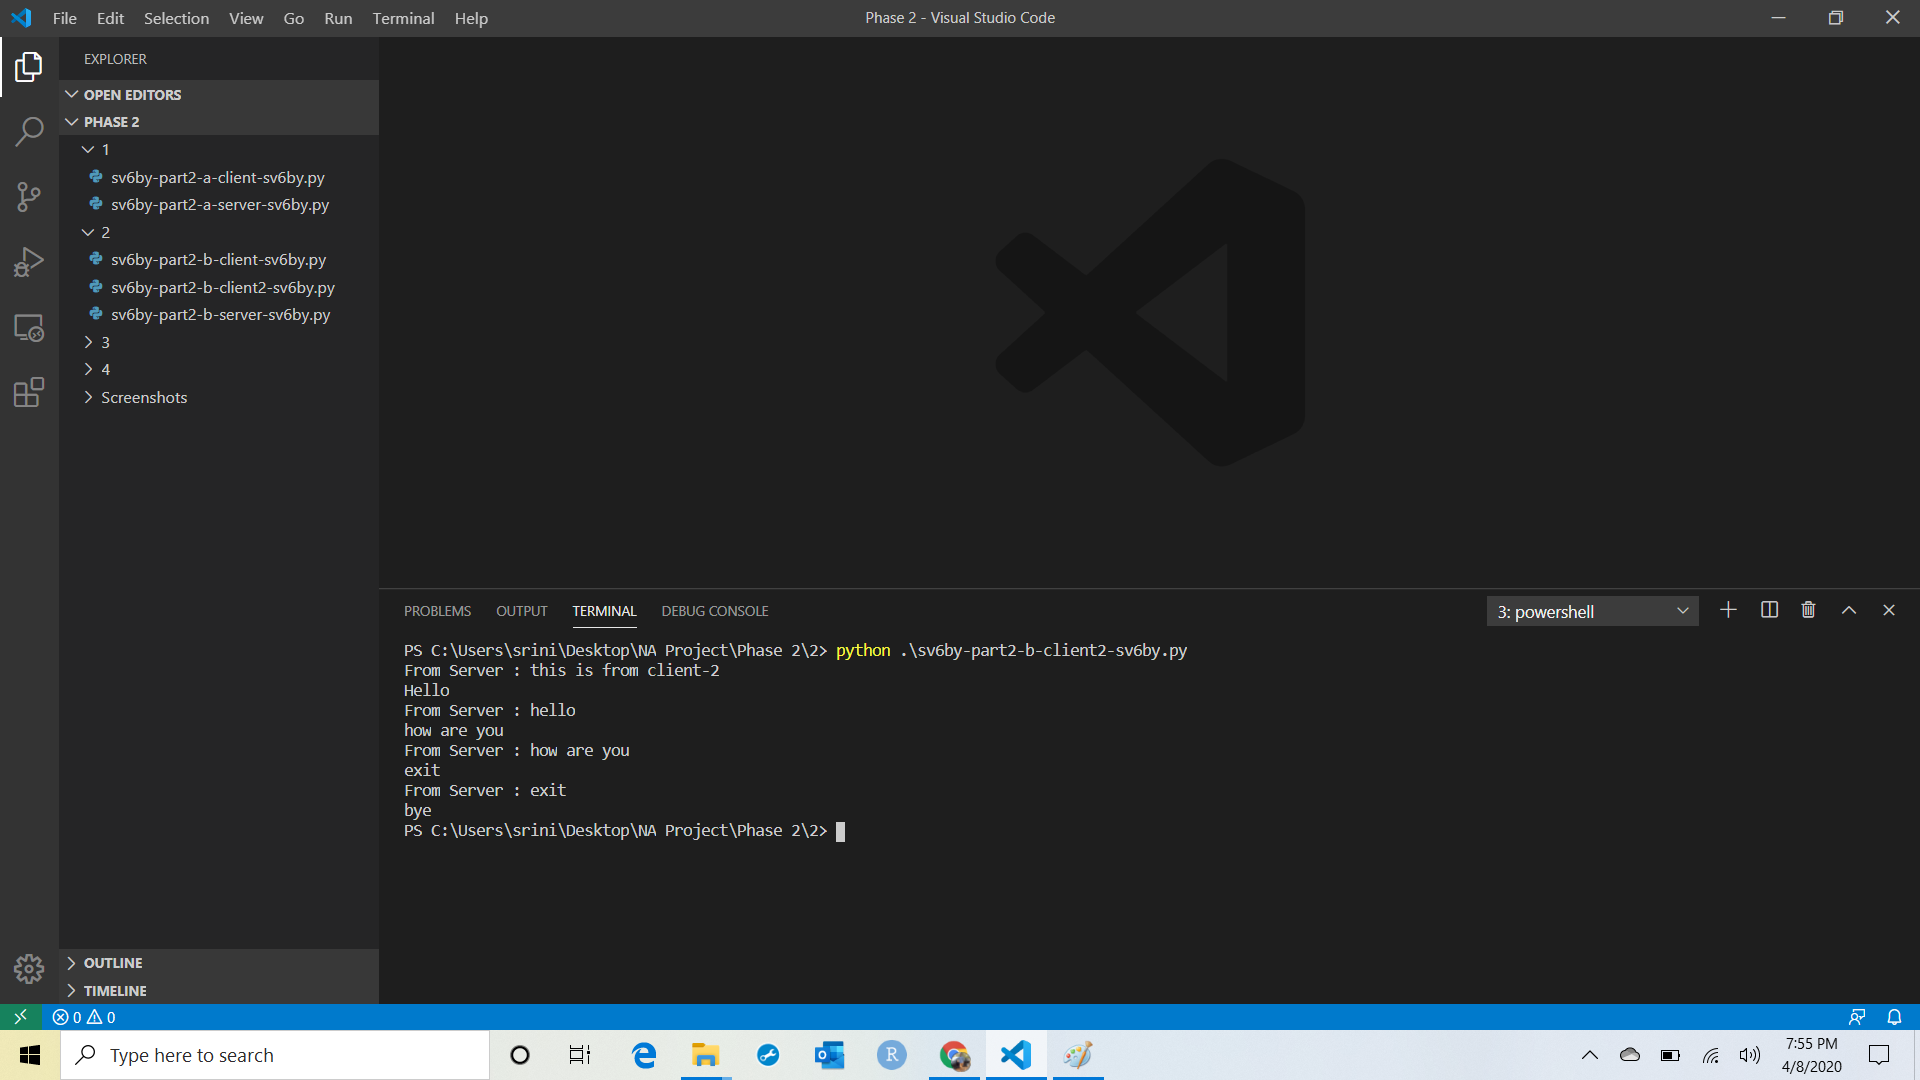 File Edit Selection View Go Run Terminal Help
Phase 2 - Visual Studio Code
EXPLORER
OPEN EDITORS
PHASE 2
1
sv6by-part2-a-client-sv6by.py
sv6by-part2-a-server-sv6by.py
2
sv6by-part2-b-client-sv6by.py
sv6by-part2-b-client2-sv6by.py
sv6by-part2-b-server-sv6by.py
3
4
Screenshots
OUTLINE
TIMELINE
PROBLEMS OUTPUT TERMINAL DEBUG CONSOLE
3: powershell
PS C:\Users\srini\Desktop\NA Project\Phase 2\2> python .\sv6by-part2-b-client2-sv6by.py
From Server : this is from client-2
Hello
From Server : hello
how are you
From Server : how are you
exit
From Server : exit
bye
PS C:\Users\srini\Desktop\NA Project\Phase 2\2>
0 0
Type here to search
R
7:55 PM
4/8/2020